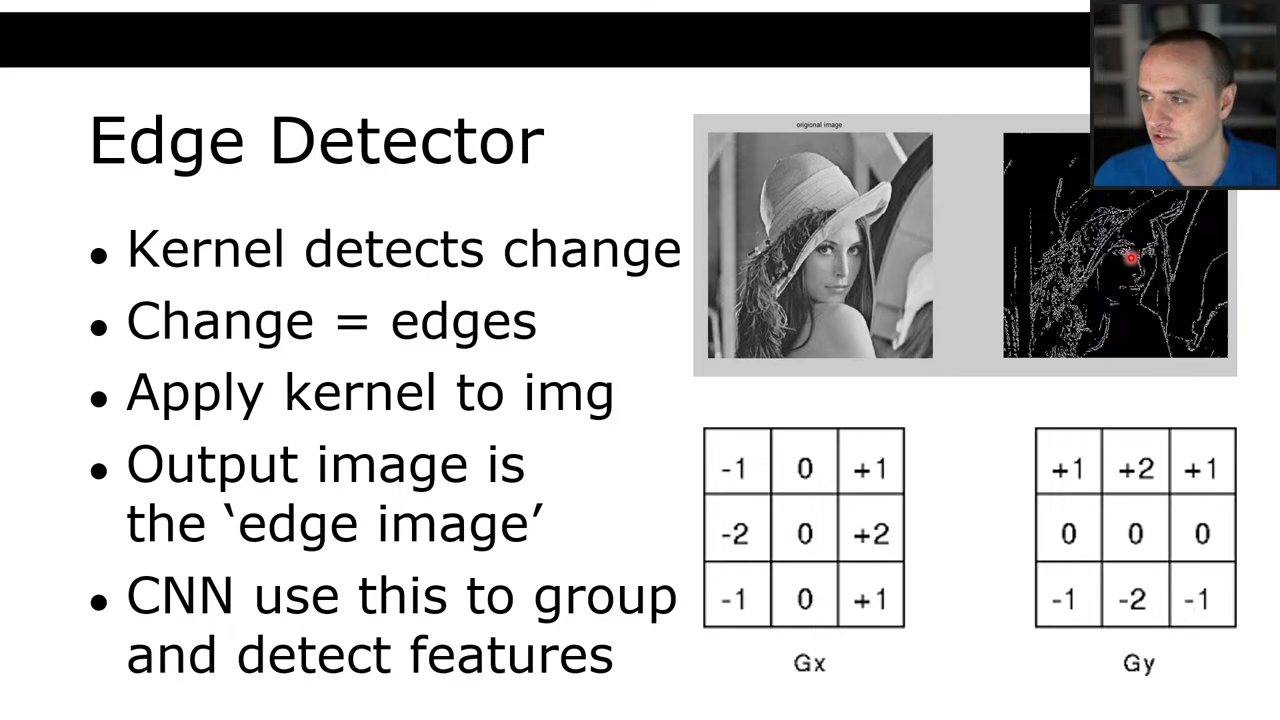 Edge Detector
● Kernel detects change
● Change = edges
● Apply kernel to img
● Output image is
the ‘edge image’
● CNN use this to group
and detect features
origional image
-1 0 +1
-2 0 +2
-1 0 +1
Gx
+1 +2 +1
0 0 0
-1 -2 -1
Gy